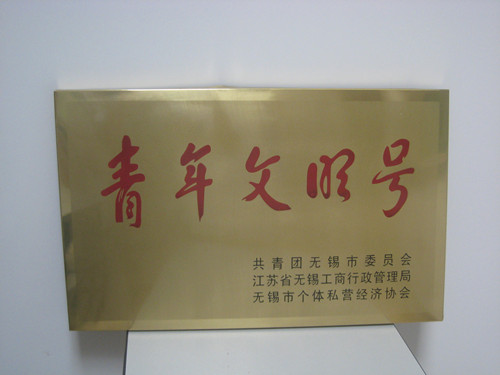 青年文明号
共青团无锡市委员会
江苏省无锡工商行政管理局
无锡市个体私营经济协会